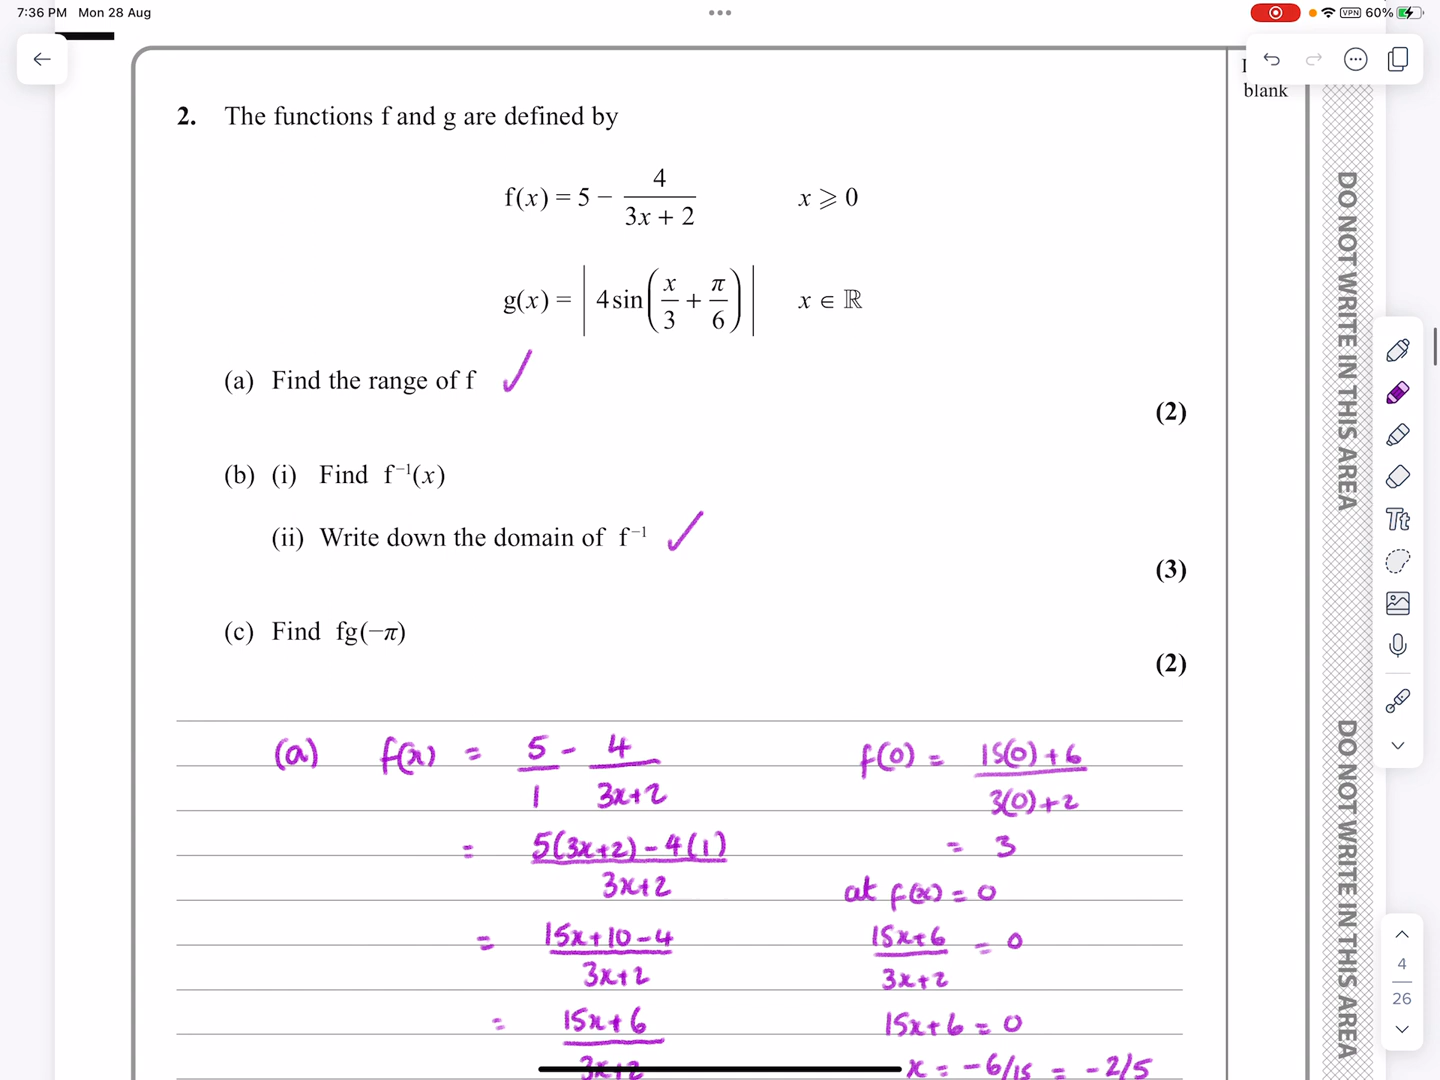 7:36 PM Mon 28 Aug
VPN 60%
blank
2. The functions f and g are defined by
f(x) = 5 − 4/(3x + 2) x ⩾ 0
g(x) = |4sin(x/3 + π/6)| x ∈ ℝ
(a) Find the range of f ✓
(2)
(b) (i) Find f⁻¹(x)
(ii) Write down the domain of f⁻¹ ✓
(3)
(c) Find fg(−π)
(2)
(a) f(x) = 5/1 - 4/(3x+2)
= (5(3x+2) - 4(1))/(3x+2)
= (15x+10-4)/(3x+2)
= (15x+6)/(3x+2)
f(0) = (15(0)+6)/(3(0)+2)
= 3
at f(x) = 0
(15x+6)/(3x+2) = 0
15x+6 = 0
x = -6/15 = -2/5
DO NOT WRITE IN THIS AREA
DO NOT WRITE IN THIS AREA
Tt
4
26